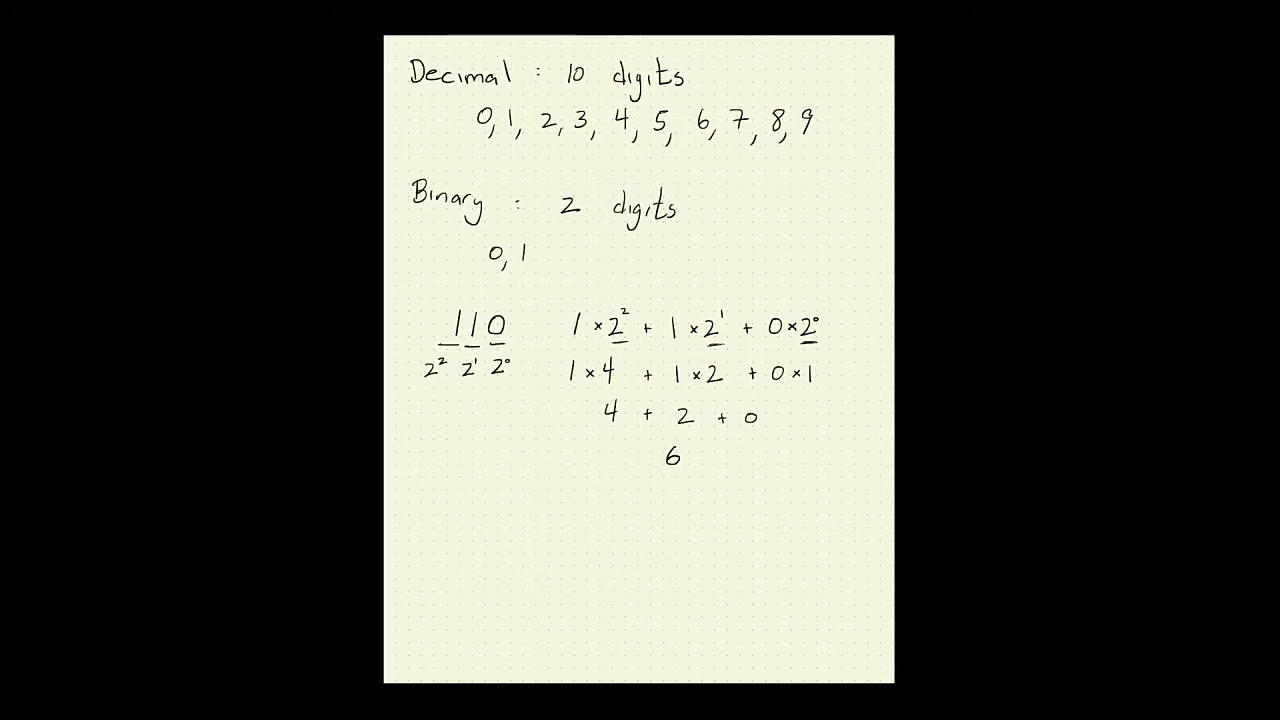 Decimal : 10 digits
0, 1, 2, 3, 4, 5, 6, 7, 8, 9
Binary : 2 digits
0, 1
110 1 × 2² + 1 × 2¹ + 0 × 2⁰
2² 2¹ 2⁰ 1 × 4 + 1 × 2 + 0 × 1
4 + 2 + 0
6